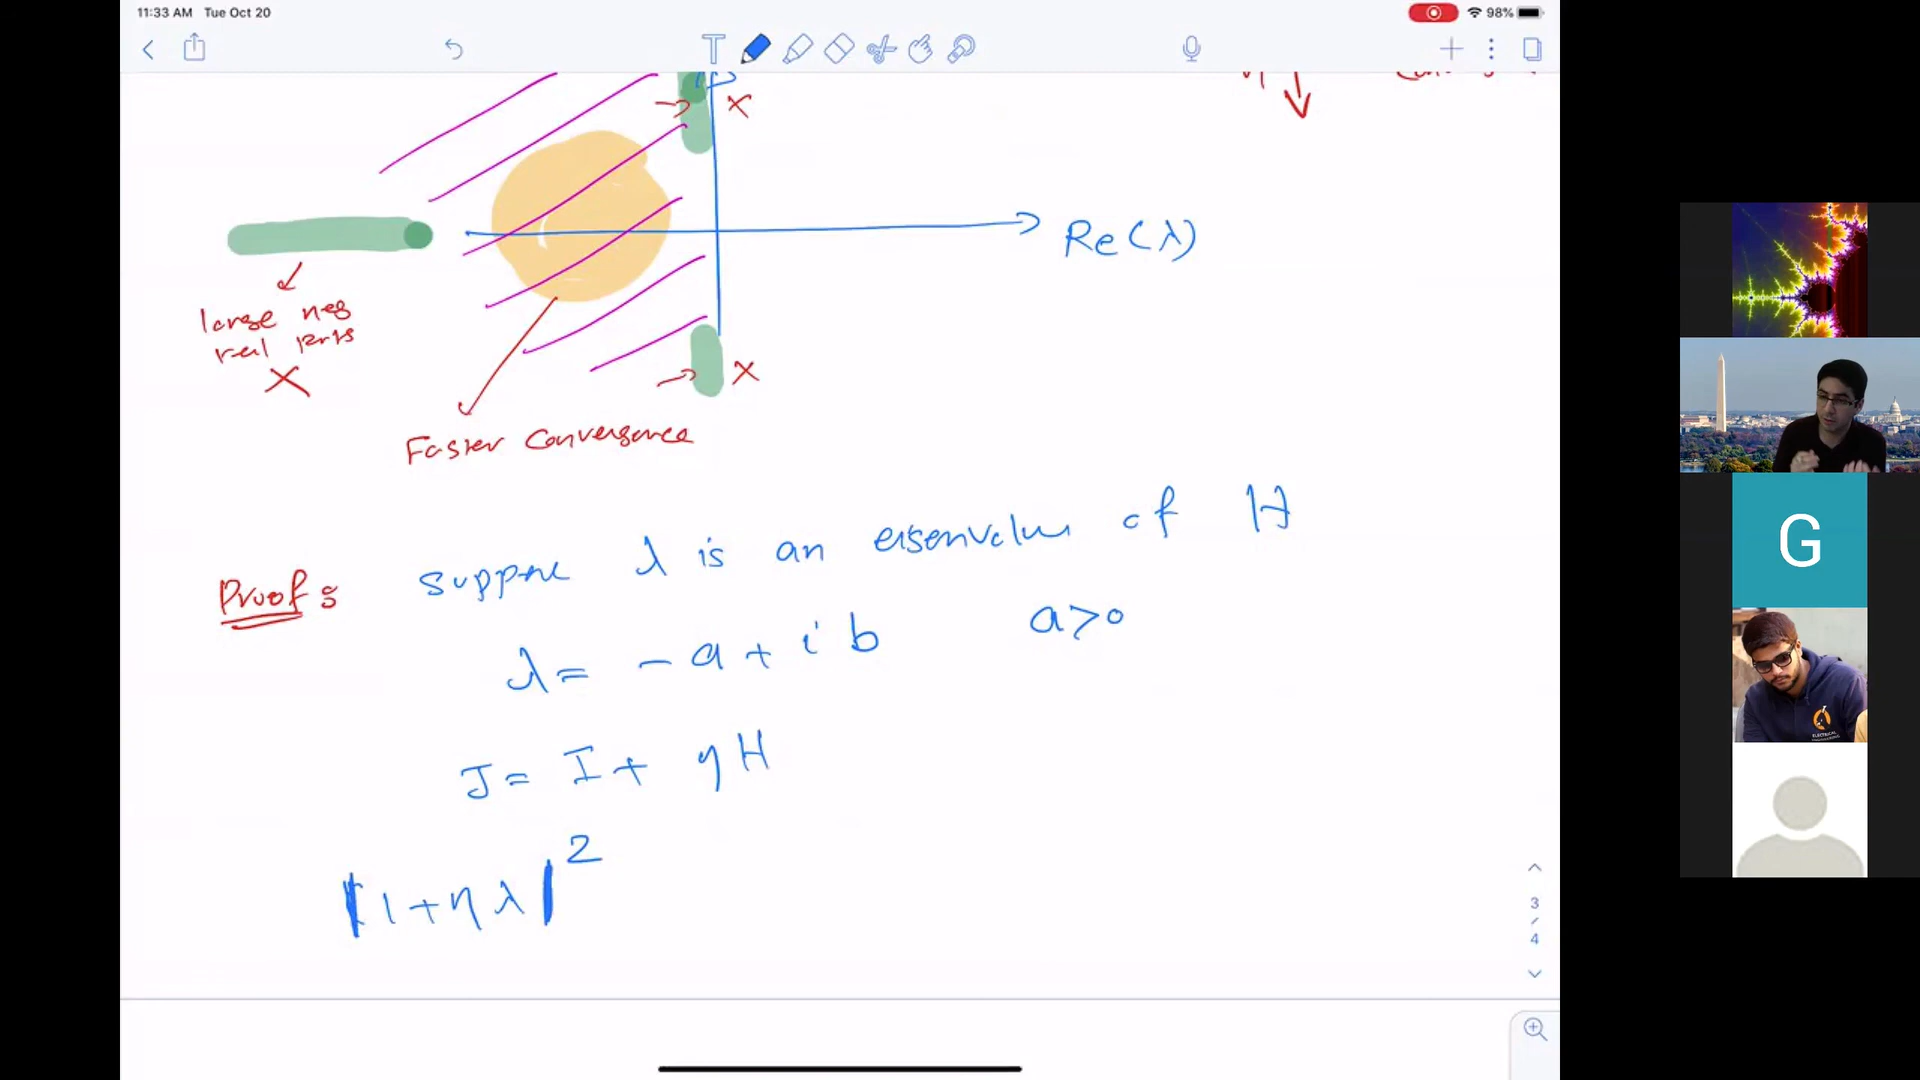 11:33 AM Tue Oct 20
98%
T
X
Re(λ)
large neg
real parts
X
X
Faster Convergence
Proof: suppose λ is an eigenvalue of H
λ = -a + i b a>0
J = I + ηH
|1+ηλ|²
3
/
4
G